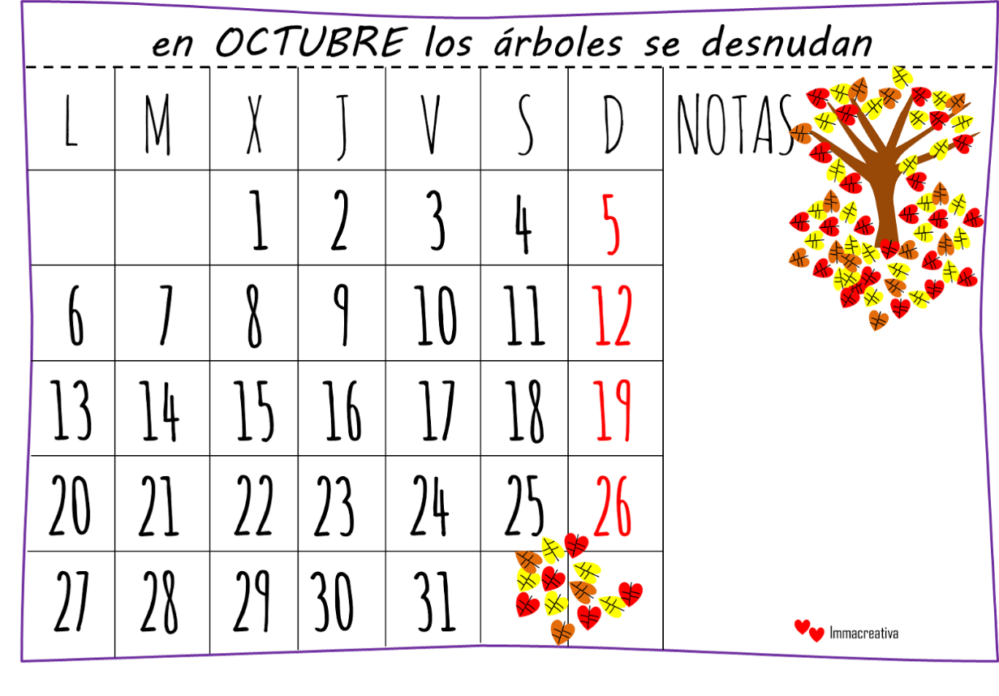 en OCTUBRE los árboles se desnudan
L M X J V S D NOTAS
1 2 3 4 5
6 7 8 9 10 11 12
13 14 15 16 17 18 19
20 21 22 23 24 25 26
27 28 29 30 31
Immacreativa